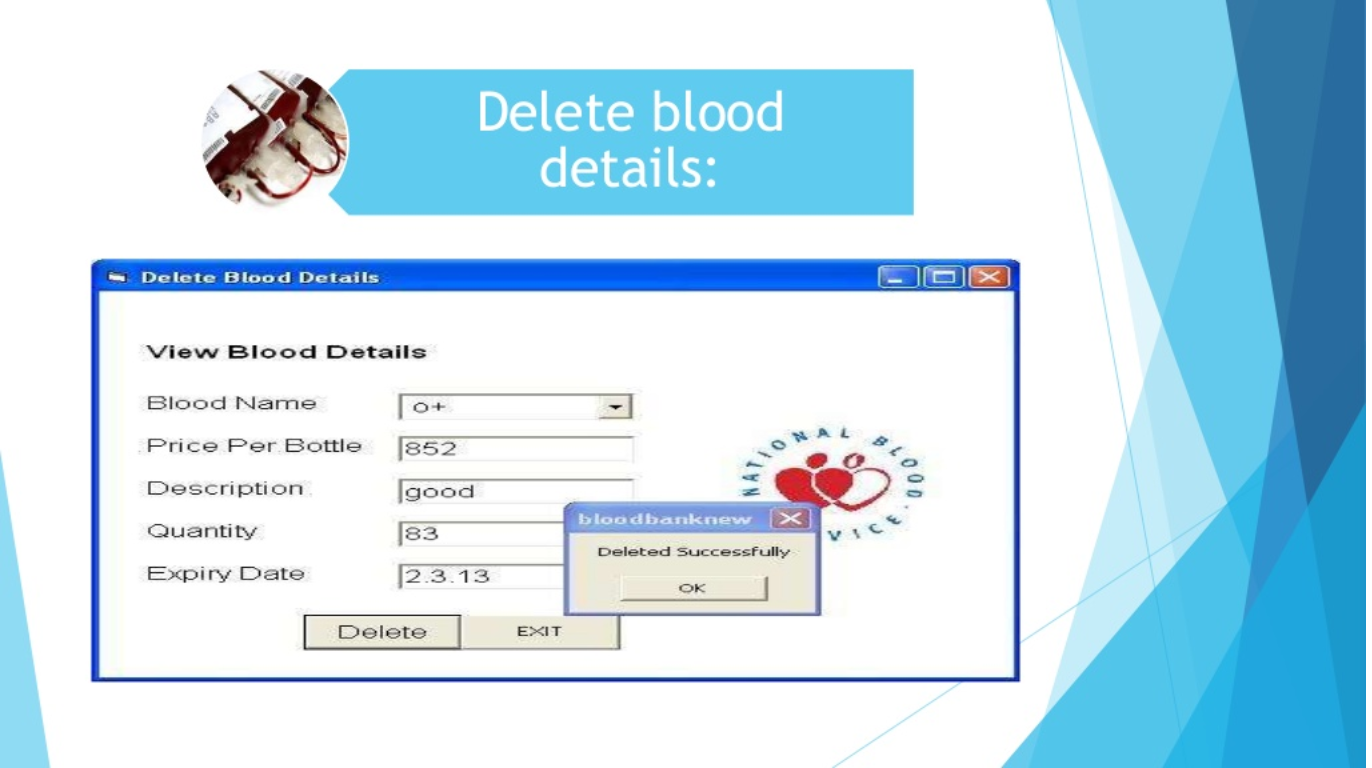 Delete blood
details:
Delete Blood Details
View Blood Details
Blood Name
o+
Price Per Bottle
852
Description
good
Quantity
83
Expiry Date
2.3.13
Delete
EXIT
NATIONAL BLOOD
bloodbanknew
Deleted Successfully
OK